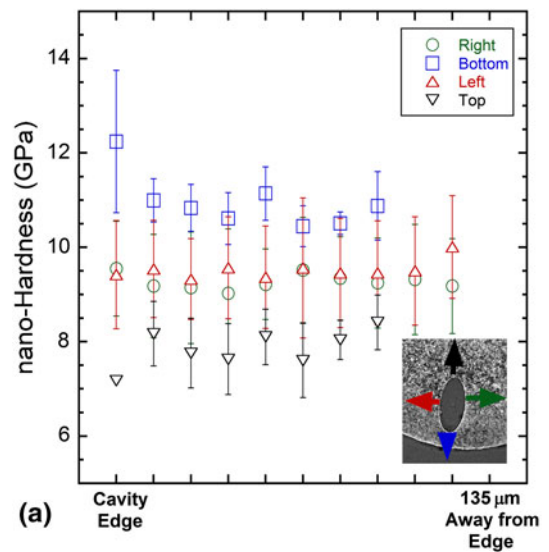 14
12
10
8
6
nano-Hardness (GPa)
Right
Bottom
Left
Top
(a)
Cavity
Edge
135 μm
Away from
Edge